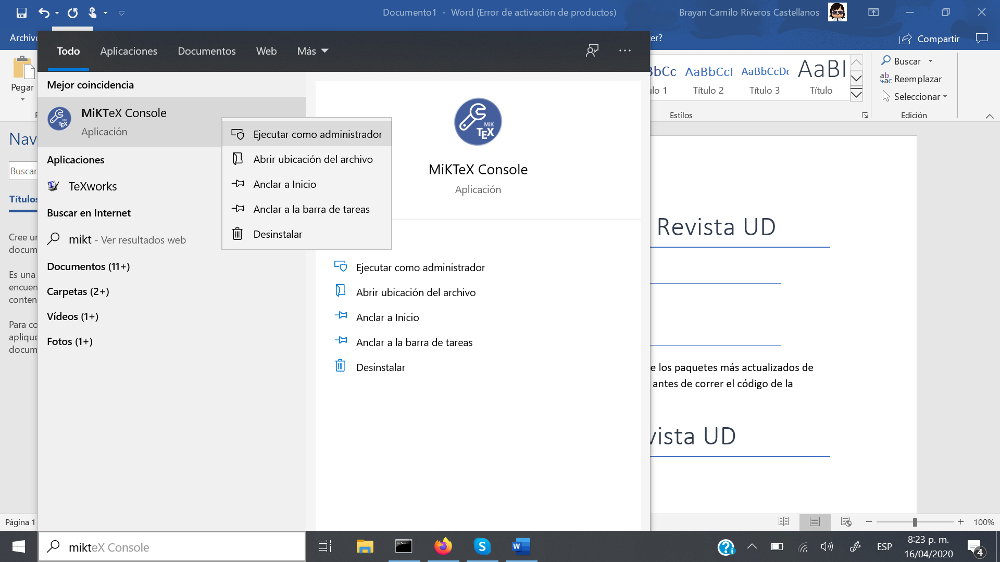 Documento1 - Word (Error de activación de productos)
Brayan Camilo Riveros Castellanos
Archivo
er?
Compartir
Todo
Aplicaciones
Documentos
Web
Más
Pegar
bCc
AaBbCcI
AaBbCcDc
AaBI
lo 1
Título 2
Título 3
Título
Estilos
Buscar
Reemplazar
Seleccionar
Edición
Nav
Buscar
Títulos
Cree un
docum
Es una
encuen
conten
Para co
aplique
docum
Mejor coincidencia
MiKTeX Console
Aplicación
Aplicaciones
TeXworks
Buscar en Internet
mikt - Ver resultados web
Documentos (11+)
Carpetas (2+)
Vídeos (1+)
Fotos (1+)
Ejecutar como administrador
Abrir ubicación del archivo
Anclar a Inicio
Anclar a la barra de tareas
Desinstalar
MiK
TEX
MiKTeX Console
Aplicación
Ejecutar como administrador
Abrir ubicación del archivo
Anclar a Inicio
Anclar a la barra de tareas
Desinstalar
Revista UD
e los paquetes más actualizados de
antes de correr el código de la
vista UD
Página 1
100%
mikteX Console
ESP
8:23 p. m.
16/04/2020
4